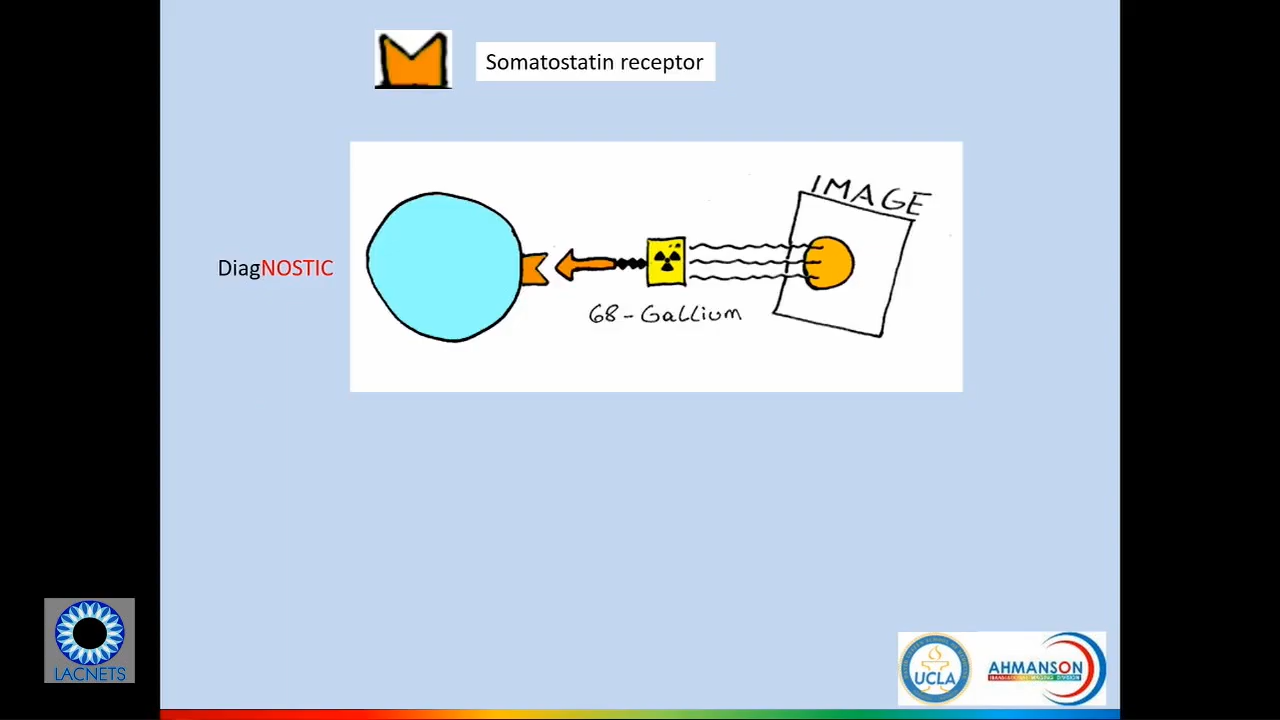 Somatostatin receptor
IMAGE
DiagNOSTIC
68-GALLIUM
LACNETS
UCLA
AHMANSON